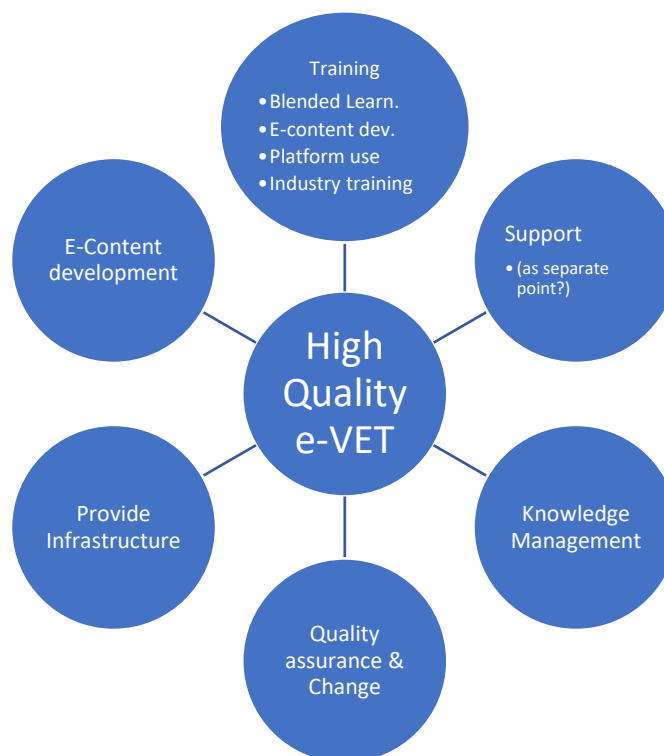 Training
• Blended Learn.
• E-content dev.
• Platform use
• Industry training
E-Content
development
Support
• (as separate
point?)
High
Quality
e-VET
Provide
Infrastructure
Knowledge
Management
Quality
assurance &
Change